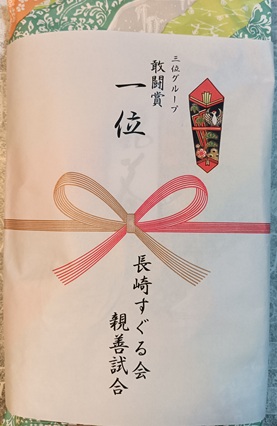 三位グループ
敢闘賞
一位
長崎すぐる会
親善試合